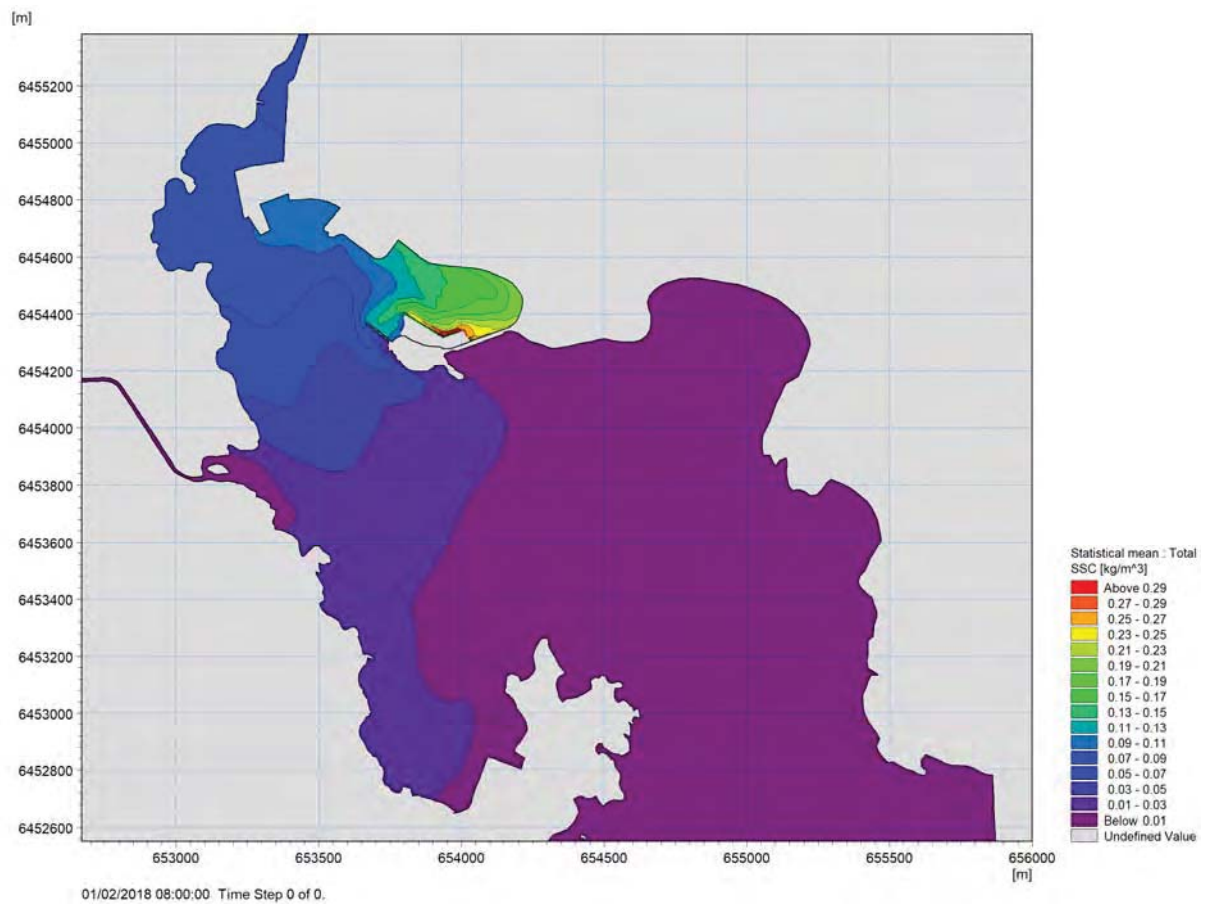 [m]
6455200
6455000
6454800
6454600
6454400
6454200
6454000
6453800
6453600
6453400
6453200
6453000
6452800
6452600
653000 653500 654000 654500 655000 655500 656000
[m]
Statistical mean : Total
SSC [kg/m^3]
Above 0.29
0.27 - 0.29
0.25 - 0.27
0.23 - 0.25
0.21 - 0.23
0.19 - 0.21
0.17 - 0.19
0.15 - 0.17
0.13 - 0.15
0.11 - 0.13
0.09 - 0.11
0.07 - 0.09
0.05 - 0.07
0.03 - 0.05
0.01 - 0.03
Below 0.01
Undefined Value
01/02/2018 08:00:00 Time Step 0 of 0.